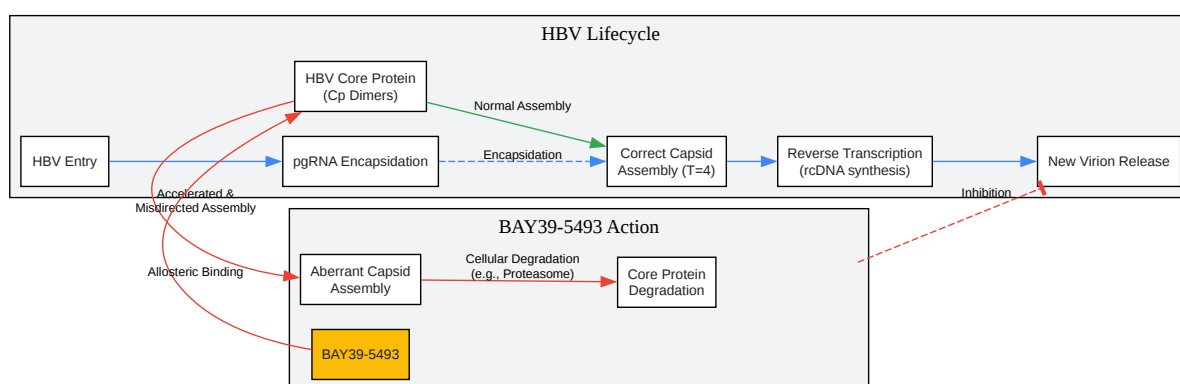 HBV Lifecycle
HBV Core Protein
(Cp Dimers)
Normal Assembly
HBV Entry
pgRNA Encapsidation
Encapsidation
Correct Capsid
Assembly (T=4)
Reverse Transcription
(rcDNA synthesis)
New Virion Release
Accelerated &
Misdirected Assembly
Inhibition
BAY39-5493 Action
Allosteric Binding
Aberrant Capsid
Assembly
Cellular Degradation
(e.g., Proteasome)
Core Protein
Degradation
BAY39-5493